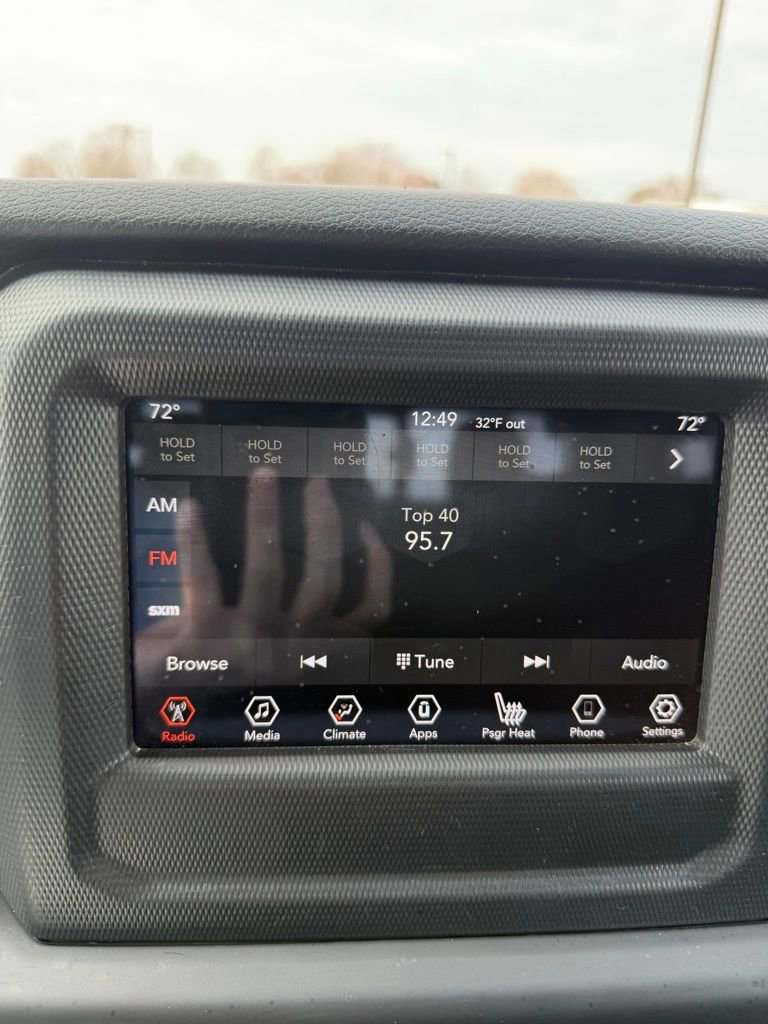 72° 12:49 32°F out 72°
HOLD to Set HOLD to Set HOLD to Set HOLD to Set HOLD to Set HOLD to Set
AM
Top 40
95.7
FM
sxm
Browse Tune Audio
Radio Media Climate Apps Psgr Heat Phone Settings